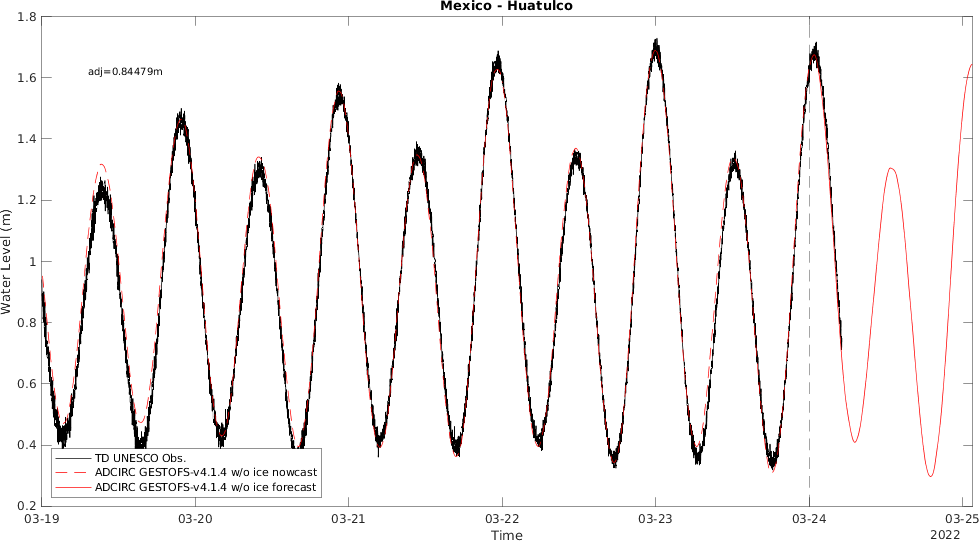 Mexico - Huatulco
1.8
1.6
1.4
1.2
1
0.8
0.6
0.4
0.2
Water Level (m)
adj=0.84479m
TD UNESCO Obs.
ADCIRC GESTOFS-v4.1.4 w/o ice nowcast
ADCIRC GESTOFS-v4.1.4 w/o ice forecast
03-19 03-20 03-21 03-22 03-23 03-24 03-25
Time
2022